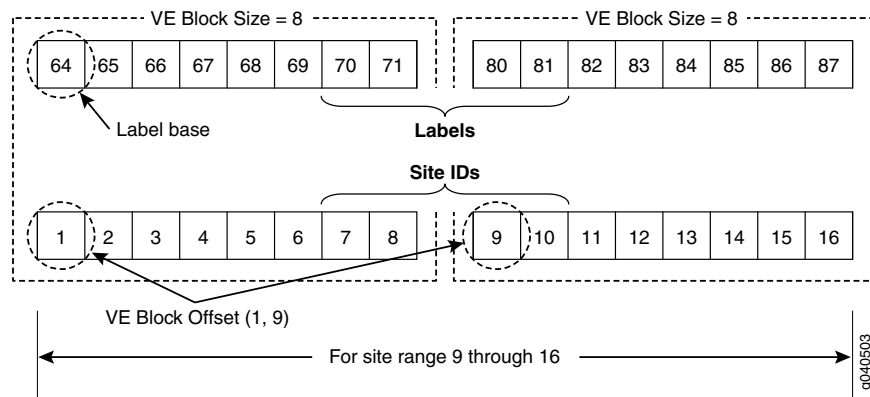 VE Block Size = 8
VE Block Size = 8
64 65 66 67 68 69 70 71
80 81 82 83 84 85 86 87
Label base
Labels
Site IDs
1 2 3 4 5 6 7 8
9 10 11 12 13 14 15 16
VE Block Offset (1, 9)
For site range 9 through 16
g040503